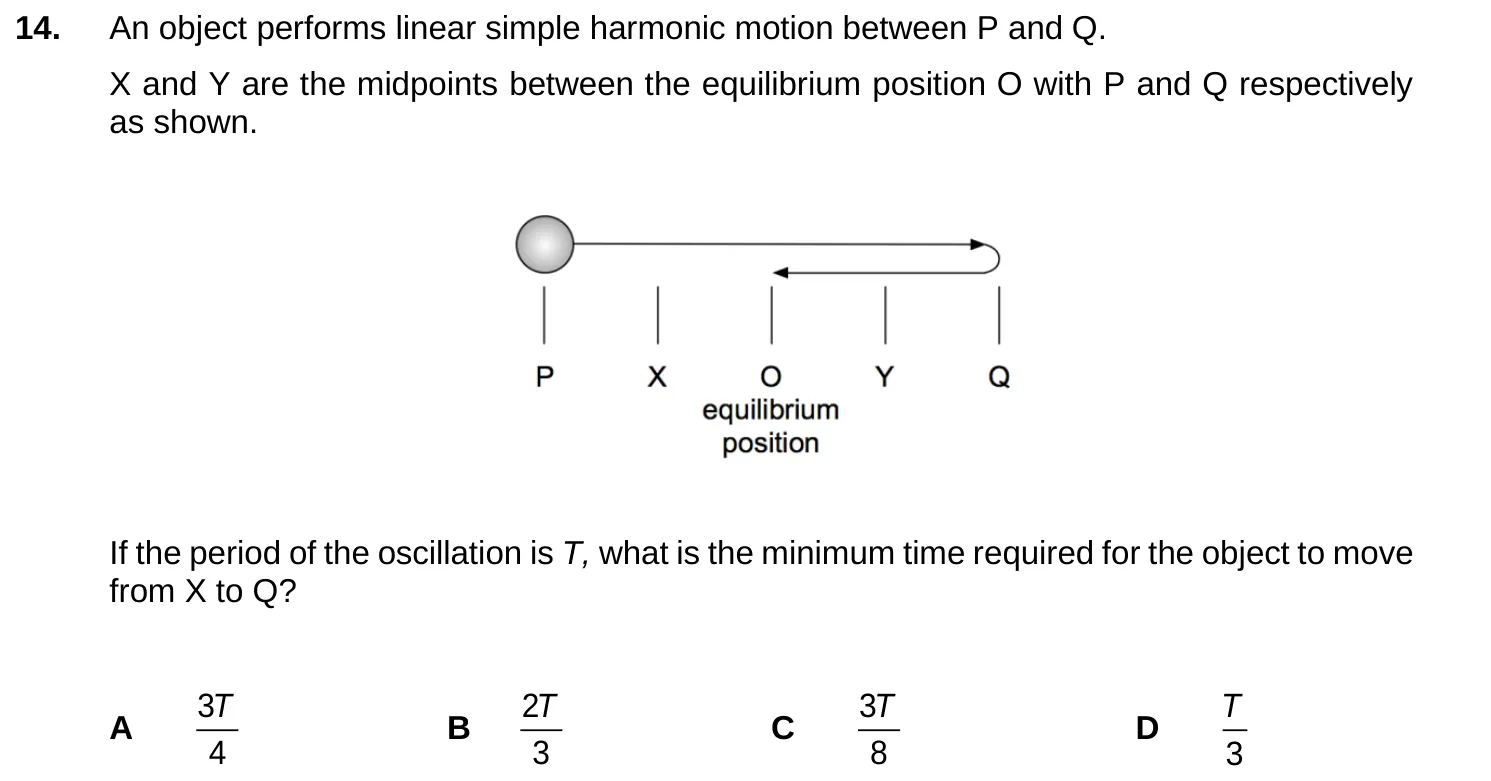 14. An object performs linear simple harmonic motion between P and Q.
X and Y are the midpoints between the equilibrium position O with P and Q respectively
as shown.
P X O Y Q
equilibrium
position
If the period of the oscillation is T, what is the minimum time required for the object to move
from X to Q?
A 3T/4 B 2T/3 C 3T/8 D T/3